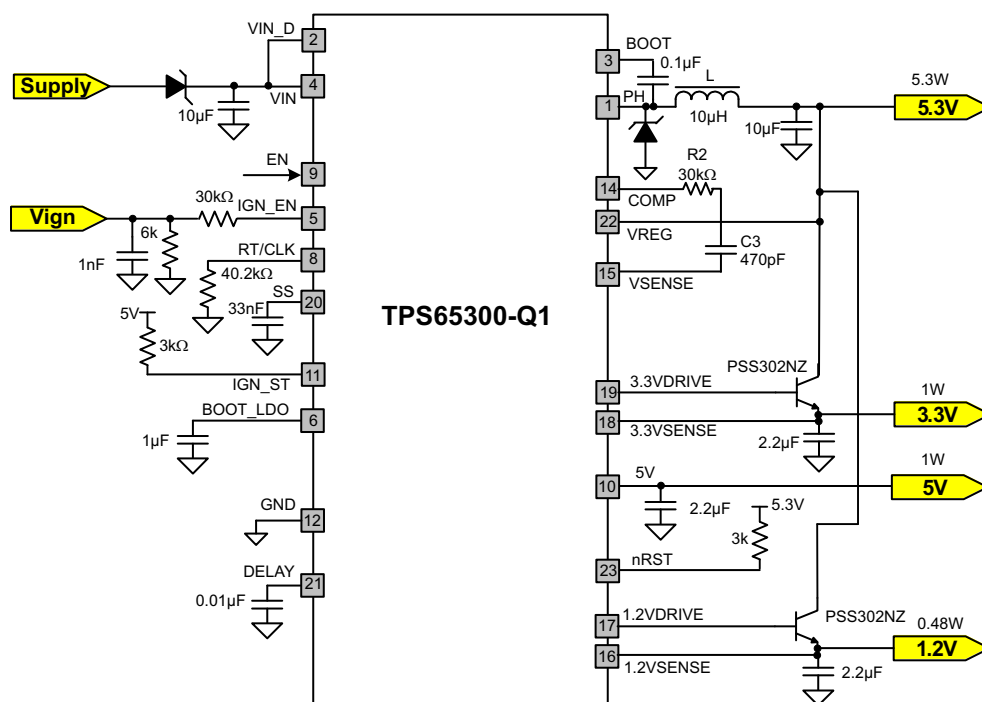 VIN_D
2
Supply
4
VIN
10µF
EN
9
Vign
30kΩ
IGN_EN
5
6k
1nF
RT/CLK
8
40.2kΩ
SS
20
33nF
5V
3kΩ
11
IGN_ST
BOOT_LDO
6
1µF
GND
12
DELAY
21
0.01µF
TPS65300-Q1
BOOT
3
0.1µF
L
PH
1
10µH
10µF
5.3W
5.3V
R2
30kΩ
14
COMP
22
VREG
C3
470pF
15
VSENSE
PSS302NZ
19
3.3VDRIVE
1W
3.3V
18
3.3VSENSE
2.2µF
1W
10
5V
5V
2.2µF
5.3V
3k
23
nRST
17
1.2VDRIVE
PSS302NZ
0.48W
1.2V
16
1.2VSENSE
2.2µF